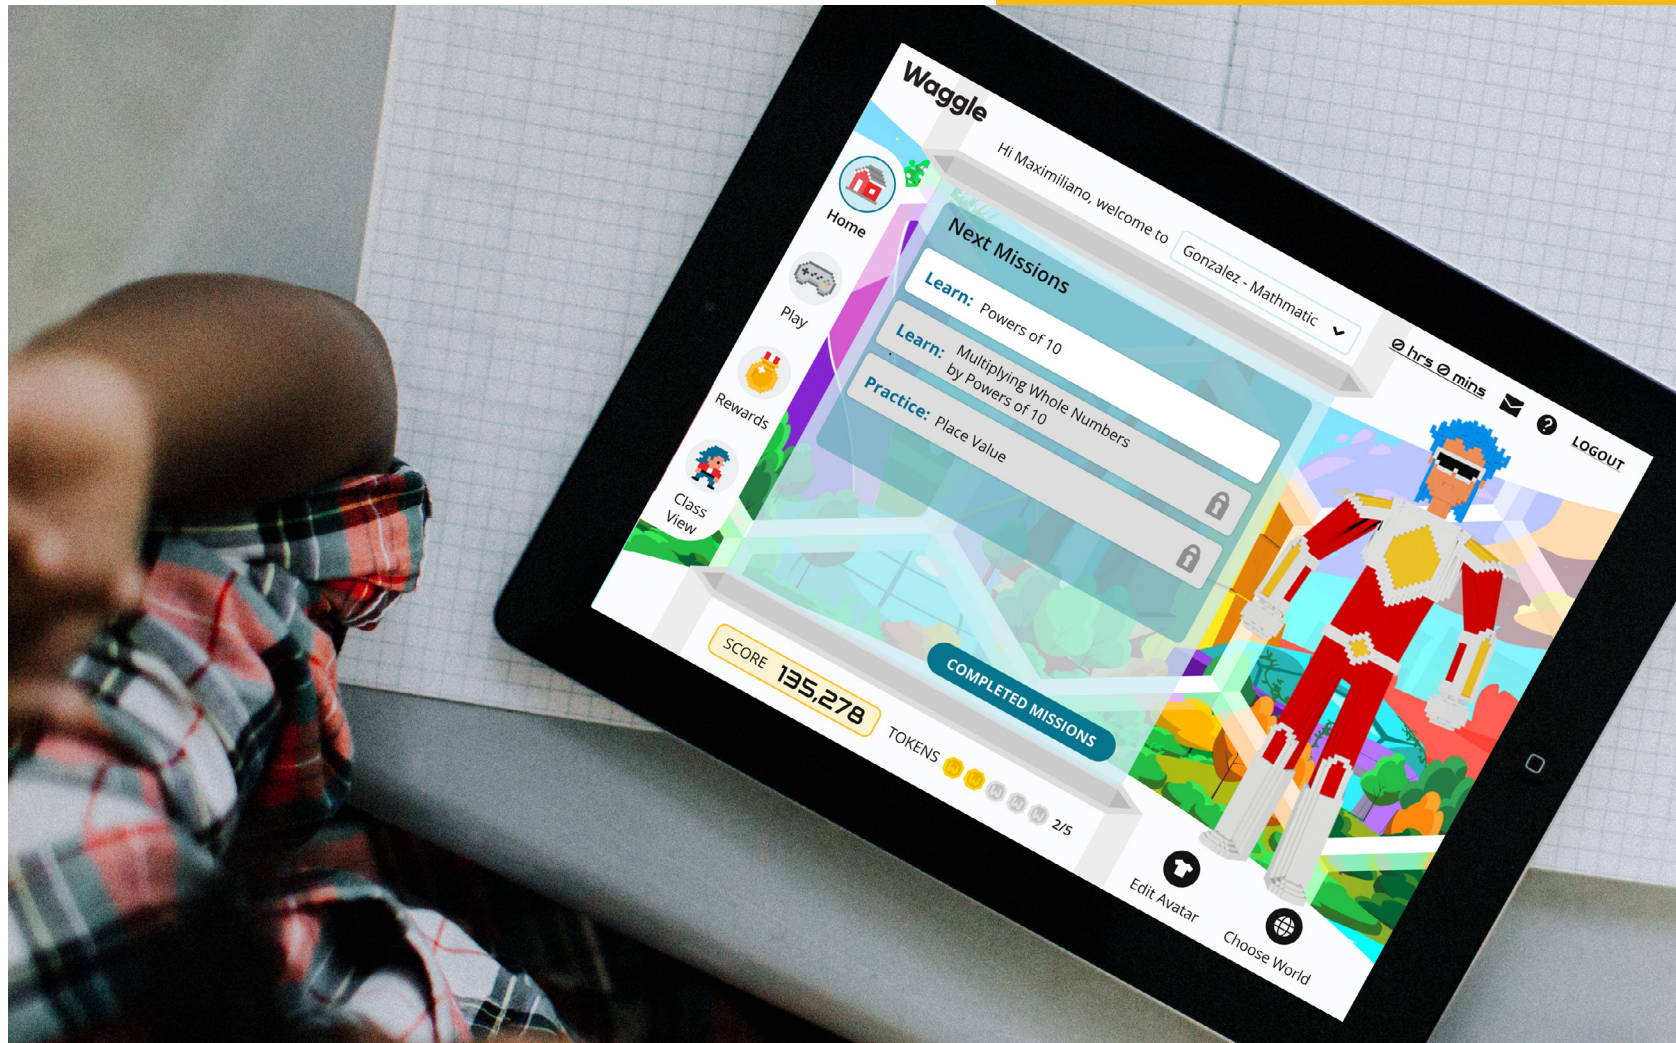 Waggle
Hi Maximiliano, welcome to
Gonzalez - Mathmatic
0 hrs 0 mins
?
LOGOUT
Home
Play
Rewards
Class
View
Next Missions
Learn: Powers of 10
Learn: Multiplying Whole Numbers
by Powers of 10
Practice: Place Value
COMPLETED MISSIONS
SCORE 135,278
TOKENS 2/5
Edit Avatar
Choose World